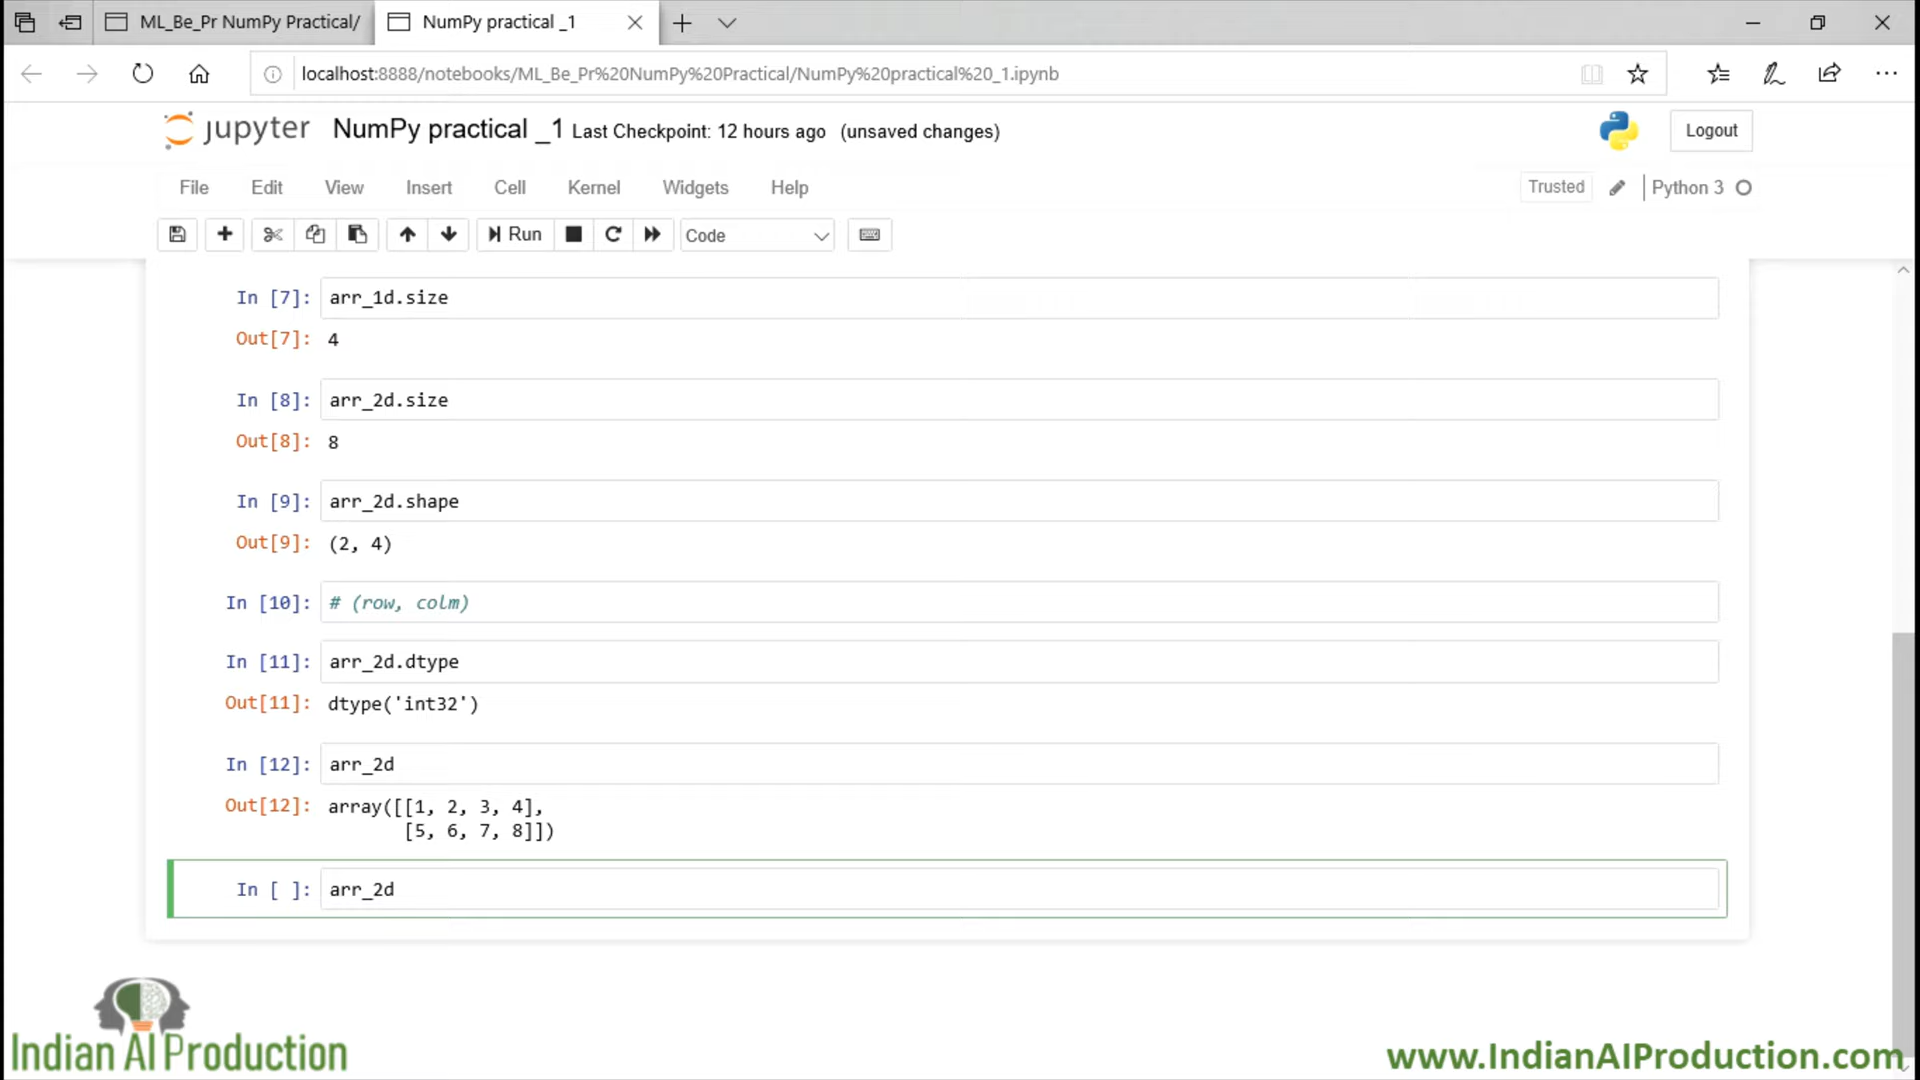 ML_Be_Pr NumPy Practical/
NumPy practical _1
localhost:8888/notebooks/ML_Be_Pr%20NumPy%20Practical/NumPy%20practical%20_1.ipynb
jupyter NumPy practical _1 Last Checkpoint: 12 hours ago (unsaved changes)
Logout
File Edit View Insert Cell Kernel Widgets Help
Trusted Python 3
Run Code
In [7]: arr_1d.size
Out[7]: 4
In [8]: arr_2d.size
Out[8]: 8
In [9]: arr_2d.shape
Out[9]: (2, 4)
In [10]: # (row, colm)
In [11]: arr_2d.dtype
Out[11]: dtype('int32')
In [12]: arr_2d
Out[12]: array([[1, 2, 3, 4],
[5, 6, 7, 8]])
In [ ]: arr_2d
Indian AI Production
www.IndianAIProduction.com